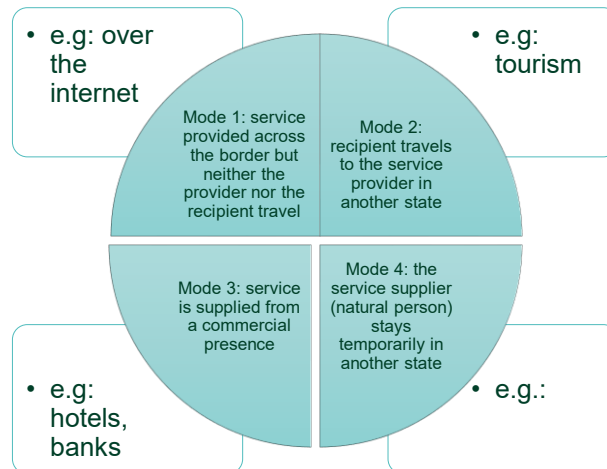 • e.g: over
the
internet
• e.g:
tourism
Mode 1: service
provided across
the border but
neither the
provider nor the
recipient travel
Mode 2:
recipient travels
to the service
provider in
another state
Mode 3: service
is supplied from
a commercial
presence
Mode 4: the
service supplier
(natural person)
stays
temporarily in
another state
• e.g:
hotels,
banks
• e.g.: